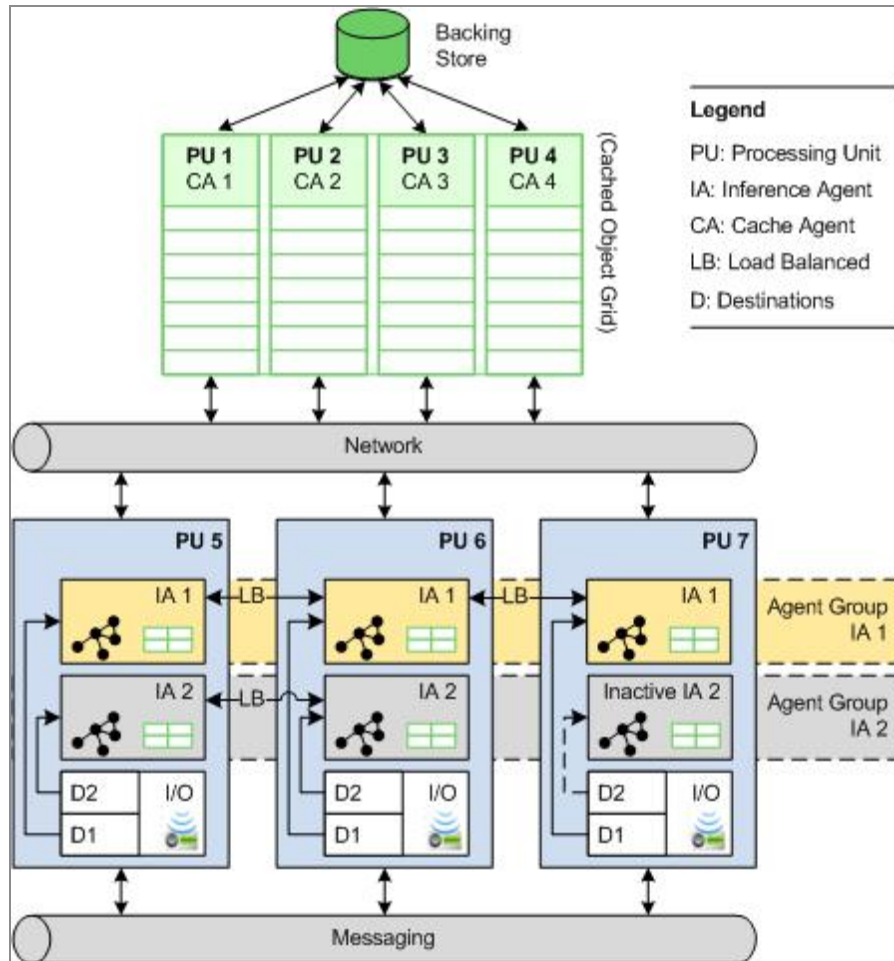 Backing
Store
Legend
PU: Processing Unit
IA: Inference Agent
CA: Cache Agent
LB: Load Balanced
D: Destinations
PU 1
CA 1
PU 2
CA 2
PU 3
CA 3
PU 4
CA 4
(Cached Object Grid)
Network
PU 5
PU 6
PU 7
IA 1
LB
IA 1
LB
IA 1
Agent Group
IA 1
IA 2
LB
IA 2
Inactive IA 2
Agent Group
IA 2
D2
I/O
D1
D2
I/O
D1
D2
I/O
D1
Messaging